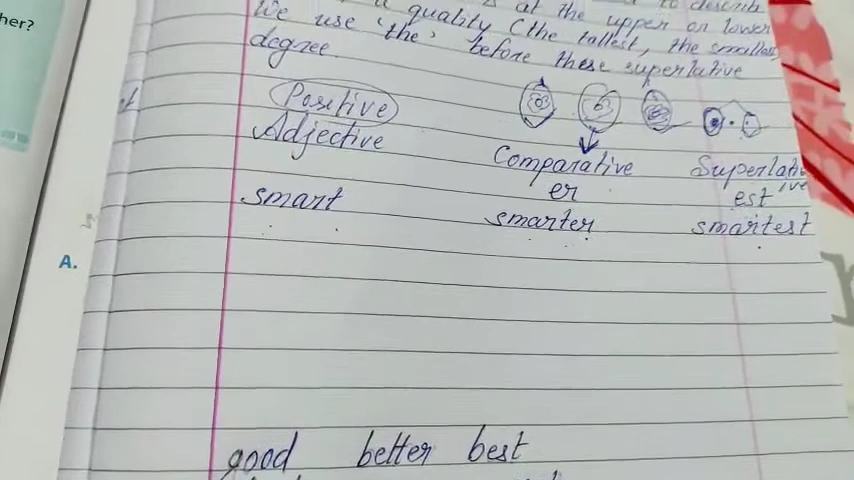 her?
at the upper or lower
quality (the tallest, the smallest,
We use 'the' before these superlative
degree.
Positive
Adjective
Comparative
er
Superlative
est
smart
smarter
smartest
A.
good better best